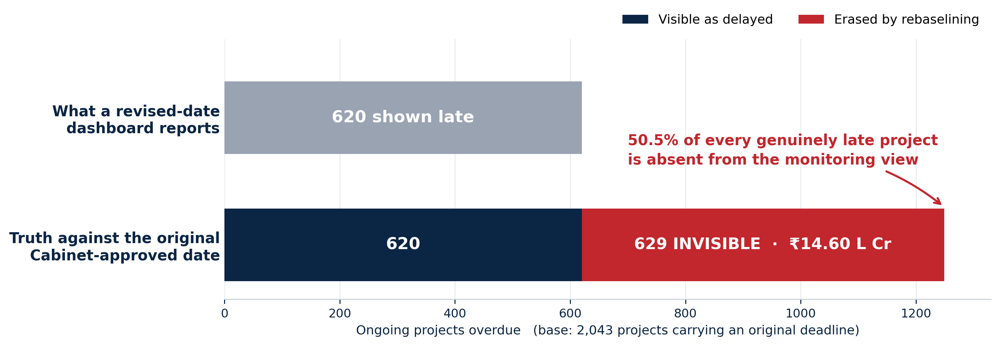 Visible as delayed
Erased by rebaselining
What a revised-date
dashboard reports
620 shown late
50.5% of every genuinely late project
is absent from the monitoring view
Truth against the original
Cabinet-approved date
620
629 INVISIBLE · ₹14.60 L Cr
0 200 400 600 800 1000 1200
Ongoing projects overdue (base: 2,043 projects carrying an original deadline)